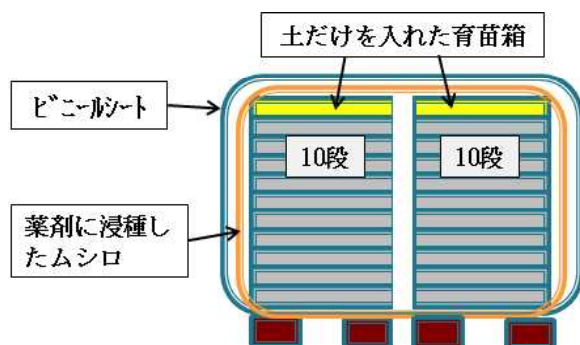 土だけを入れた育苗箱
ビニールシート
10段
10段
薬剤に浸種し
たムシロ